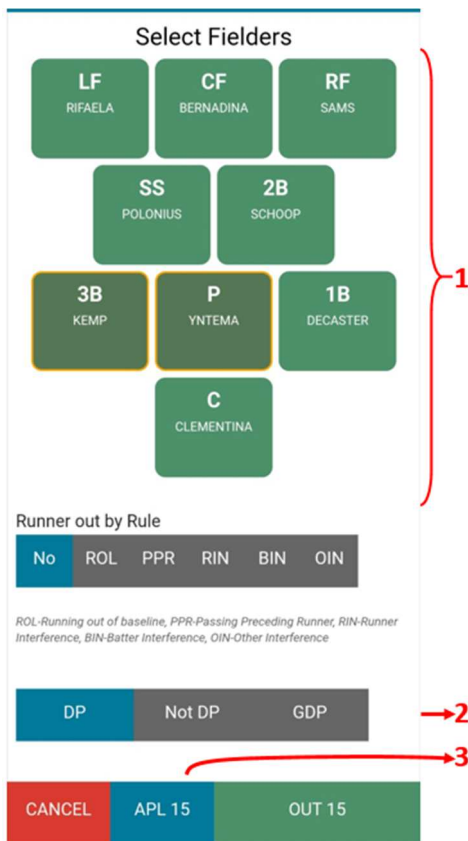 Select Fielders
LF CF RF
RIFAELA BERNADINA SAMS
SS 2B
POLONIUS SCHOOP
1
3B P 1B
KEMP YNTEMA DECASTER
C
CLEMENTINA
Runner out by Rule
No ROL PPR RIN BIN OIN
ROL-Running out of baseline, PPR-Passing Preceding Runner, RIN-Runner
Interference, BIN-Batter Interference, OIN-Other Interference
DP Not DP GDP 2
3
CANCEL APL 15 OUT 15